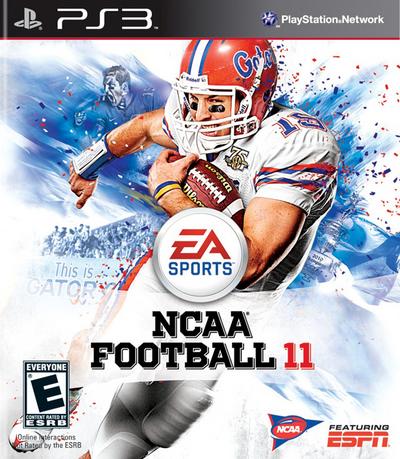 PS3
PlayStation®Network
Gators
15
This is...
GATOR
EA
SPORTS
NCAA
FOOTBALL 11
EVERYONE
E
CONTENT RATED BY
ESRB
Online Interactions
Not Rated by the ESRB
NCAA
FEATURING
ESPN